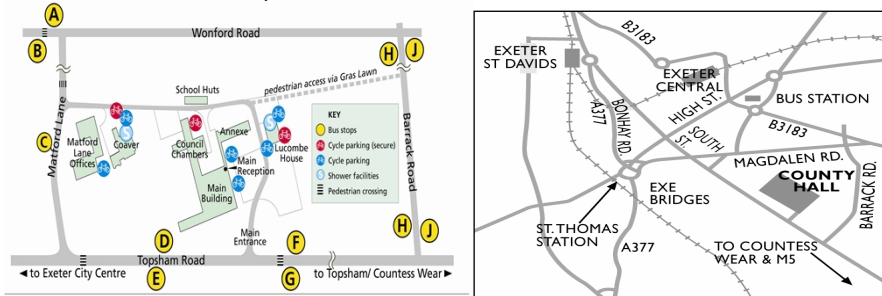 A
B
Wonford Road
H
J
School Huts
pedestrian access via Gras Lawn
Matford Lane
C
Matford
Lane
Offices
Coaver
Council
Chambers
Annexe
Main
Reception
Lucombe
House
Main
Building
Main
Entrance
Barrack Road
KEY
Bus stops
Cycle parking (secure)
Cycle parking
S
Shower facilities
Pedestrian crossing
S
S
H
J
D
E
F
G
Topsham Road
to Exeter City Centre
to Topsham/ Countess Wear
EXETER
ST DAVIDS
B3183
EXETER
CENTRAL
A377
BONHAY RD.
HIGH ST.
SOUTH
ST.
BUS STATION
B3183
MAGDALEN RD.
COUNTY
HALL
BARRACK RD.
EXE
BRIDGES
ST. THOMAS
STATION
A377
TO COUNTESS
WEAR & M5